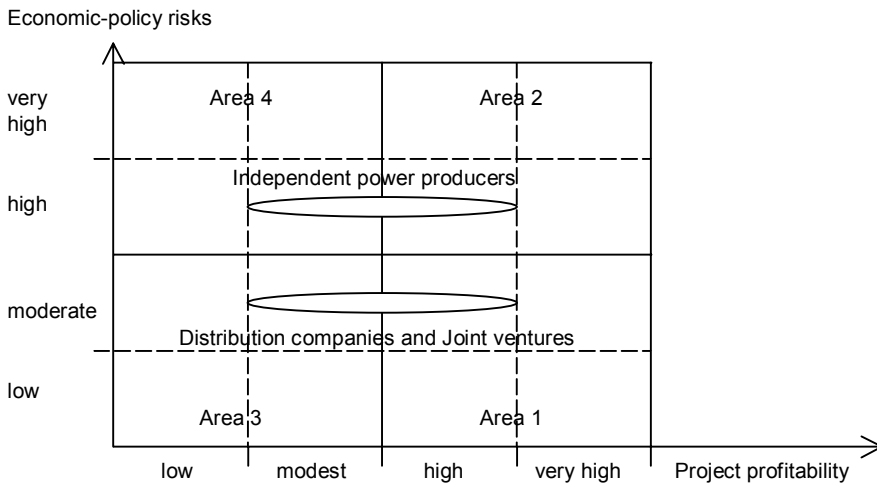 Economic-policy risks
very
high
Area 4
Area 2
Independent power producers
high
moderate
Distribution companies and Joint ventures
low
Area 3
Area 1
low
modest
high
very high
Project profitability